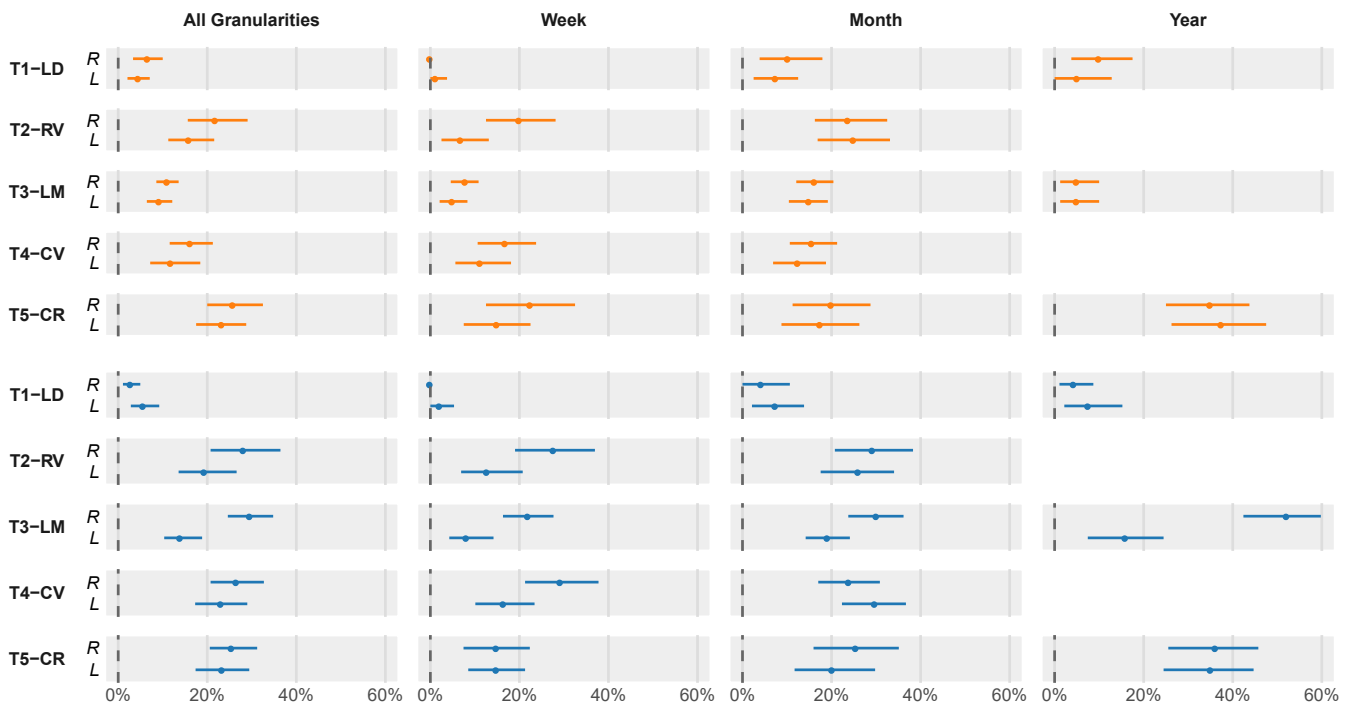 All Granularities Week Month Year
T1−LD R
L
T2−RV R
L
T3−LM R
L
T4−CV R
L
T5−CR R
L
T1−LD R
L
T2−RV R
L
T3−LM R
L
T4−CV R
L
T5−CR R
L
0% 20% 40% 60% 0% 20% 40% 60% 0% 20% 40% 60% 0% 20% 40% 60%